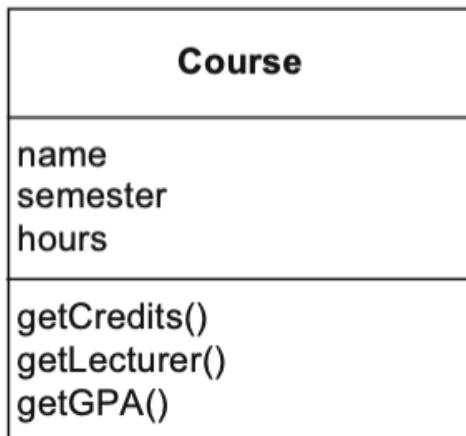 Course
name
semester
hours
getCredits()
getLecturer()
getGPA()